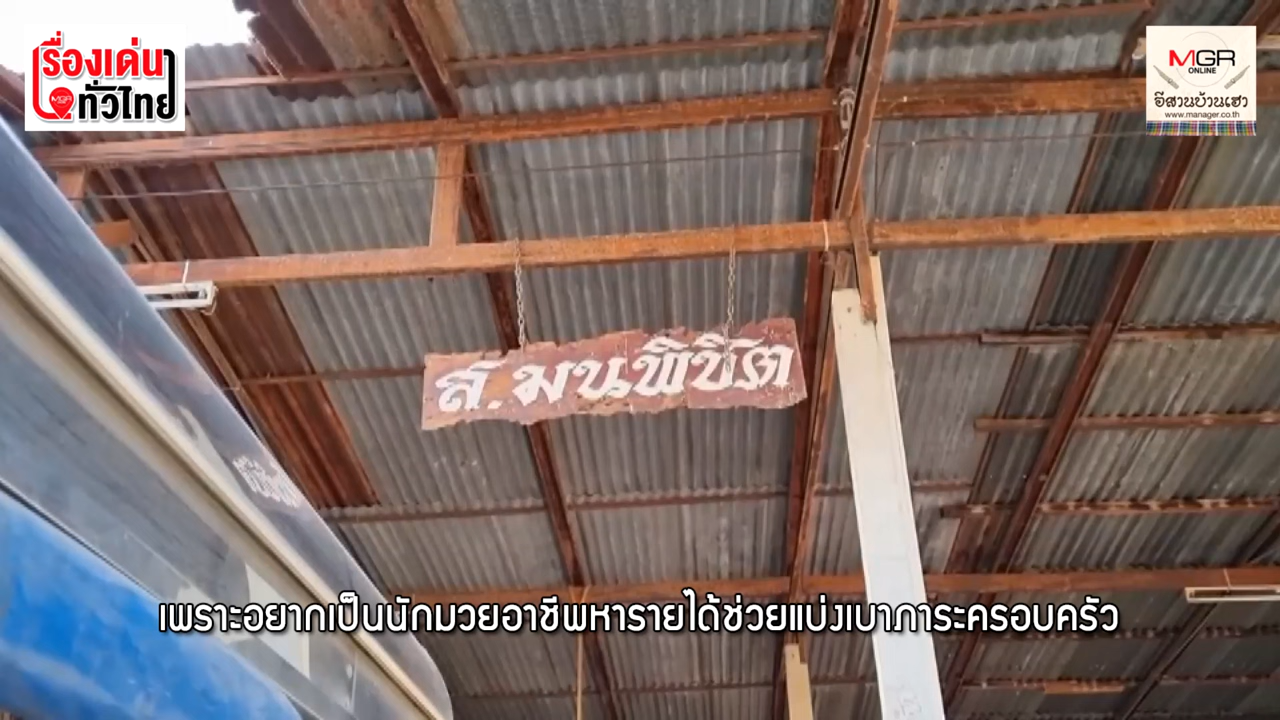 เรื่องเด่น
MGR
ทั่วไทย
MGR
ONLINE
อีสานบ้านเฮา
www.manager.co.th
ส.มนพิชิต
เพราะอยากเป็นนักมวยอาชีพหารายได้ช่วยแบ่งเบาภาระครอบครัว